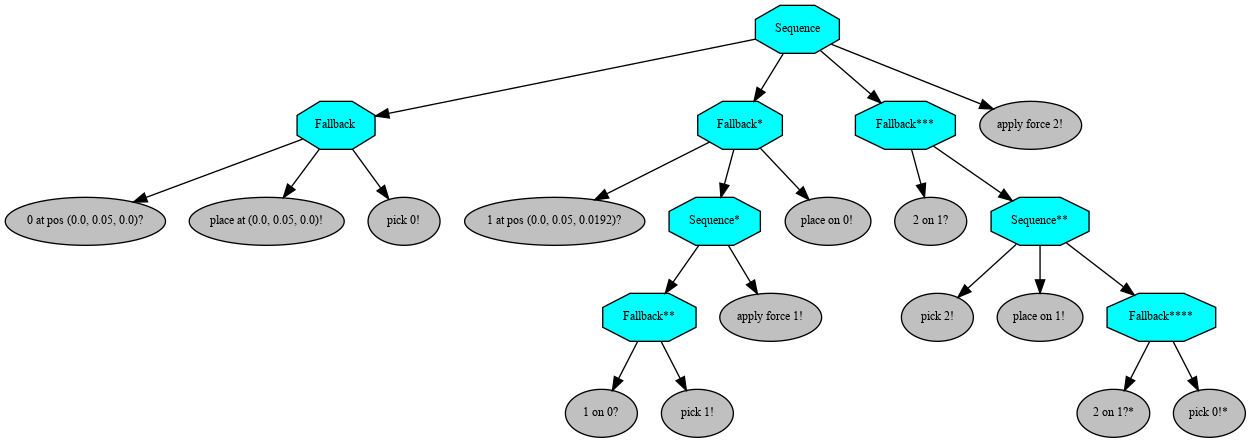 Sequence
Fallback
Fallback*
Fallback***
apply force 2!
0 at pos (0.0, 0.05, 0.0)?
place at (0.0, 0.05, 0.0)!
pick 0!
1 at pos (0.0, 0.05, 0.0192)?
Sequence*
place on 0!
2 on 1?
Sequence**
Fallback**
apply force 1!
pick 2!
place on 1!
Fallback****
1 on 0?
pick 1!
2 on 1?*
pick 0!*